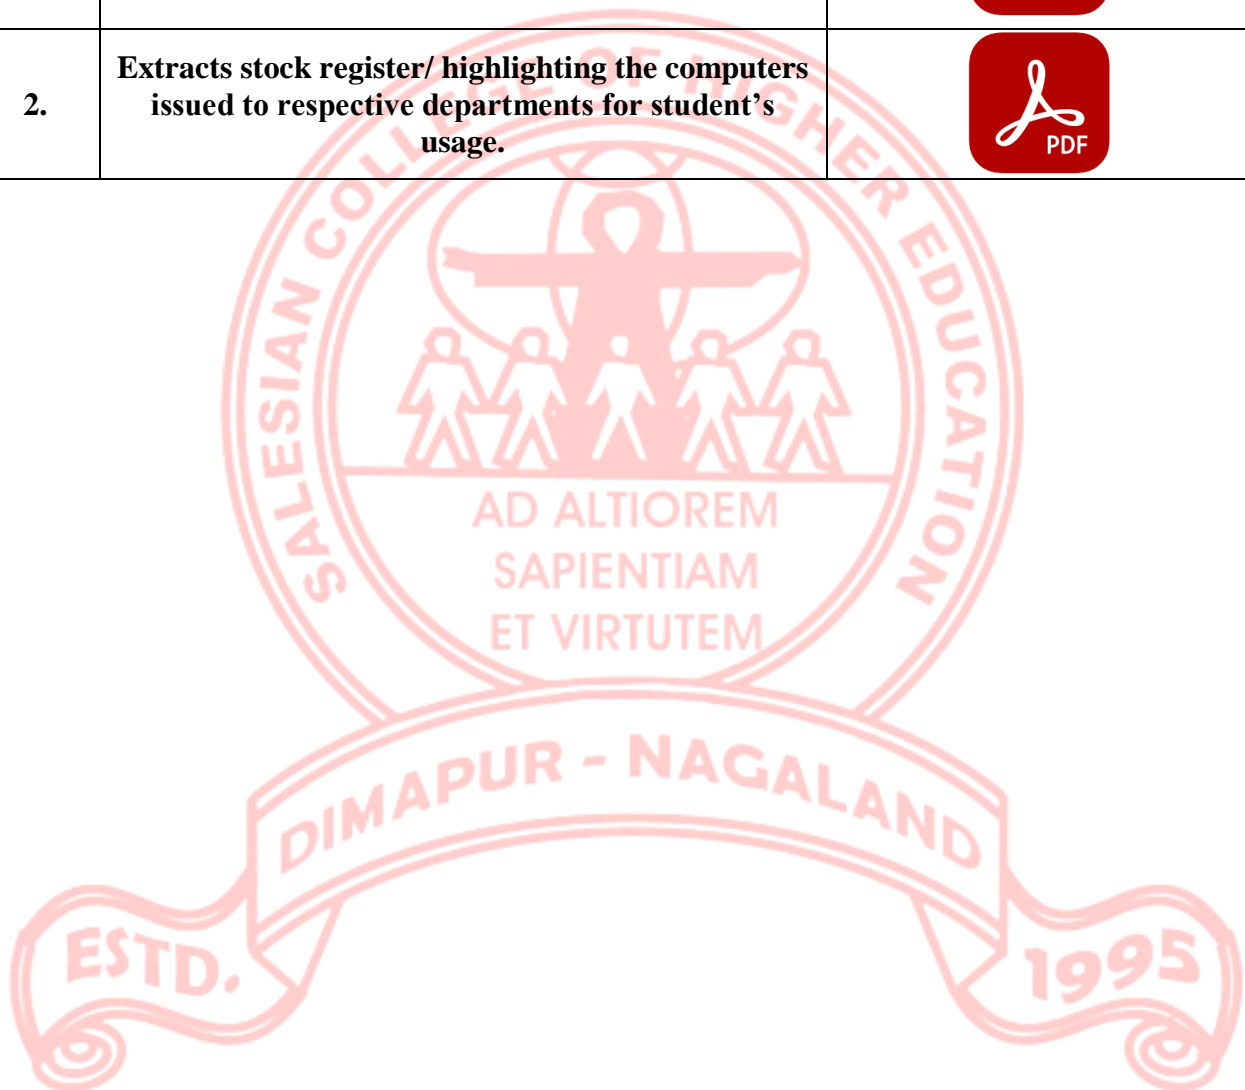 2.
Extracts stock register/ highlighting the computers
issued to respective departments for student’s
usage.
PDF
SALESIAN COLLEGE OF HIGHER EDUCATION
AD ALTIOREM
SAPIENTIAM
ET VIRTUTEM
DIMAPUR - NAGALAND
ESTD.
1995